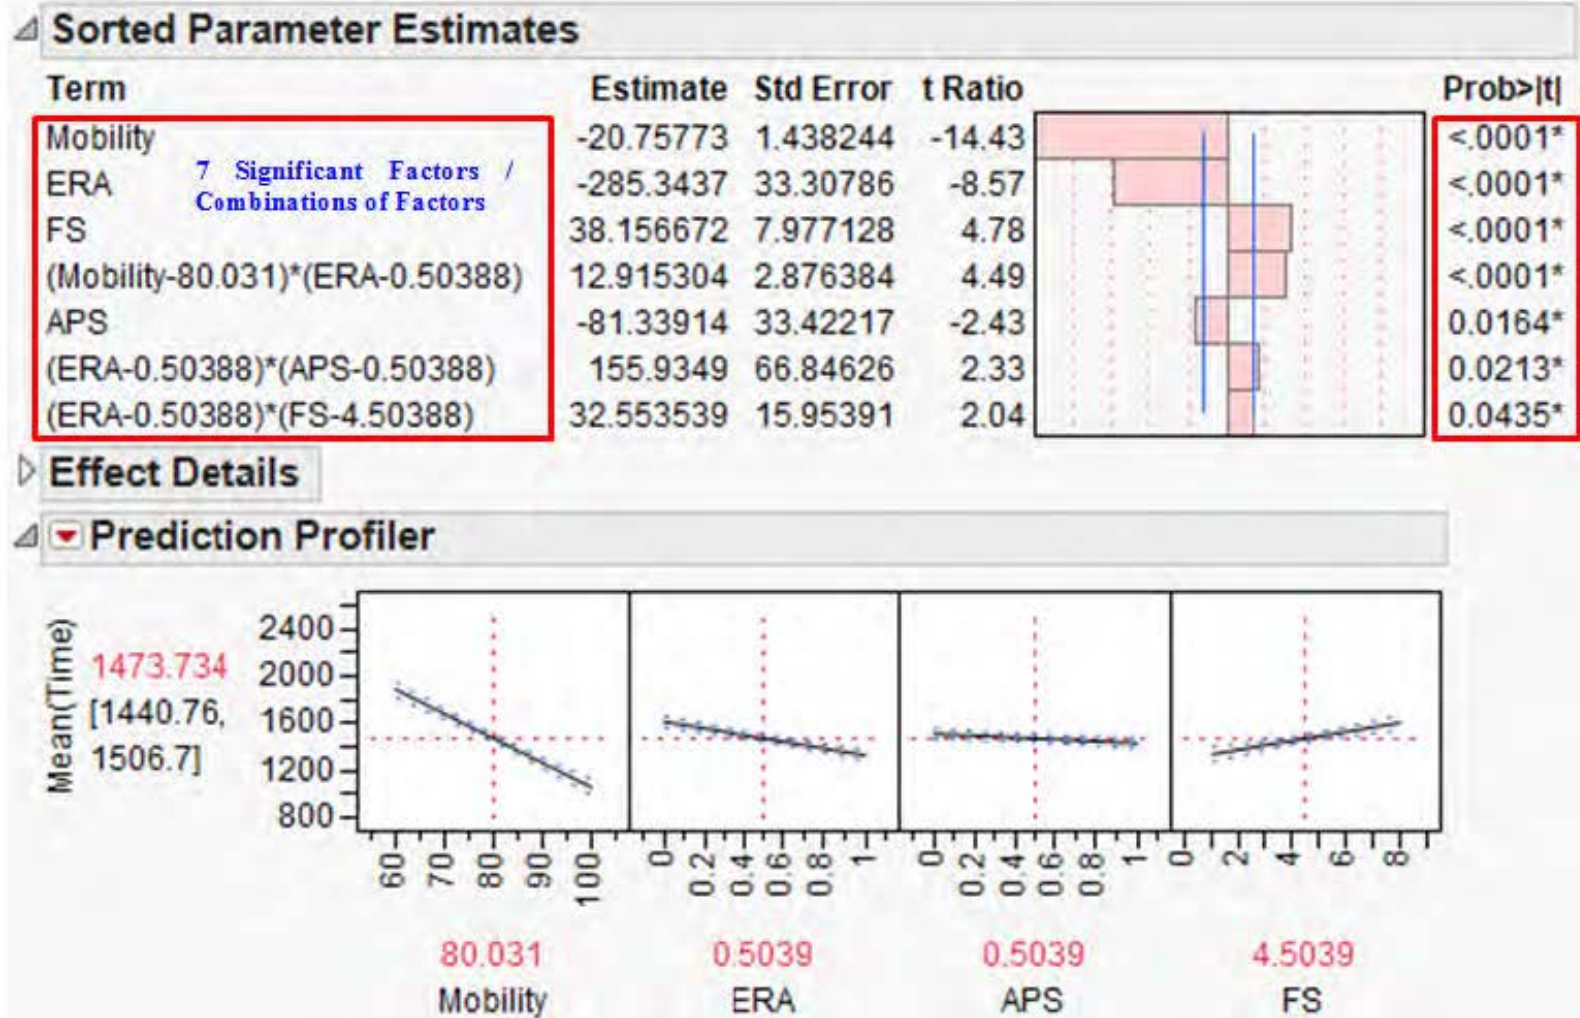 Sorted Parameter Estimates
Term Estimate Std Error t Ratio Prob>|t|
Mobility -20.75773 1.438244 -14.43 <.0001*
7 Significant Factors /
Combinations of Factors
ERA -285.3437 33.30786 -8.57 <.0001*
FS 38.156672 7.977128 4.78 <.0001*
(Mobility-80.031)*(ERA-0.50388) 12.915304 2.876384 4.49 <.0001*
APS -81.33914 33.42217 -2.43 0.0164*
(ERA-0.50388)*(APS-0.50388) 155.9349 66.84626 2.33 0.0213*
(ERA-0.50388)*(FS-4.50388) 32.553539 15.95391 2.04 0.0435*
Effect Details
Prediction Profiler
Mean(Time)
1473.734
[1440.76,
1506.7]
2400
2000
1600
1200
800
60 70 80 90 100 0 0.2 0.4 0.6 0.8 1 0 0.2 0.4 0.6 0.8 1 0 2 4 6 8
80.031 0.5039 0.5039 4.5039
Mobility ERA APS FS